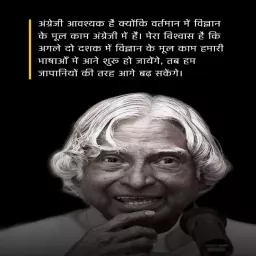 अंग्रेजी आवश्यक है क्योंकि वर्तमान में विज्ञान
के मूल काम अंग्रेजी में हैं। मेरा विश्वास है कि
अगले दो दशक में विज्ञान के मूल काम हमारी
भाषाओँ में आने शुरू हो जायेंगे, तब हम
जापानियों की तरह आगे बढ़ सकेंगे।